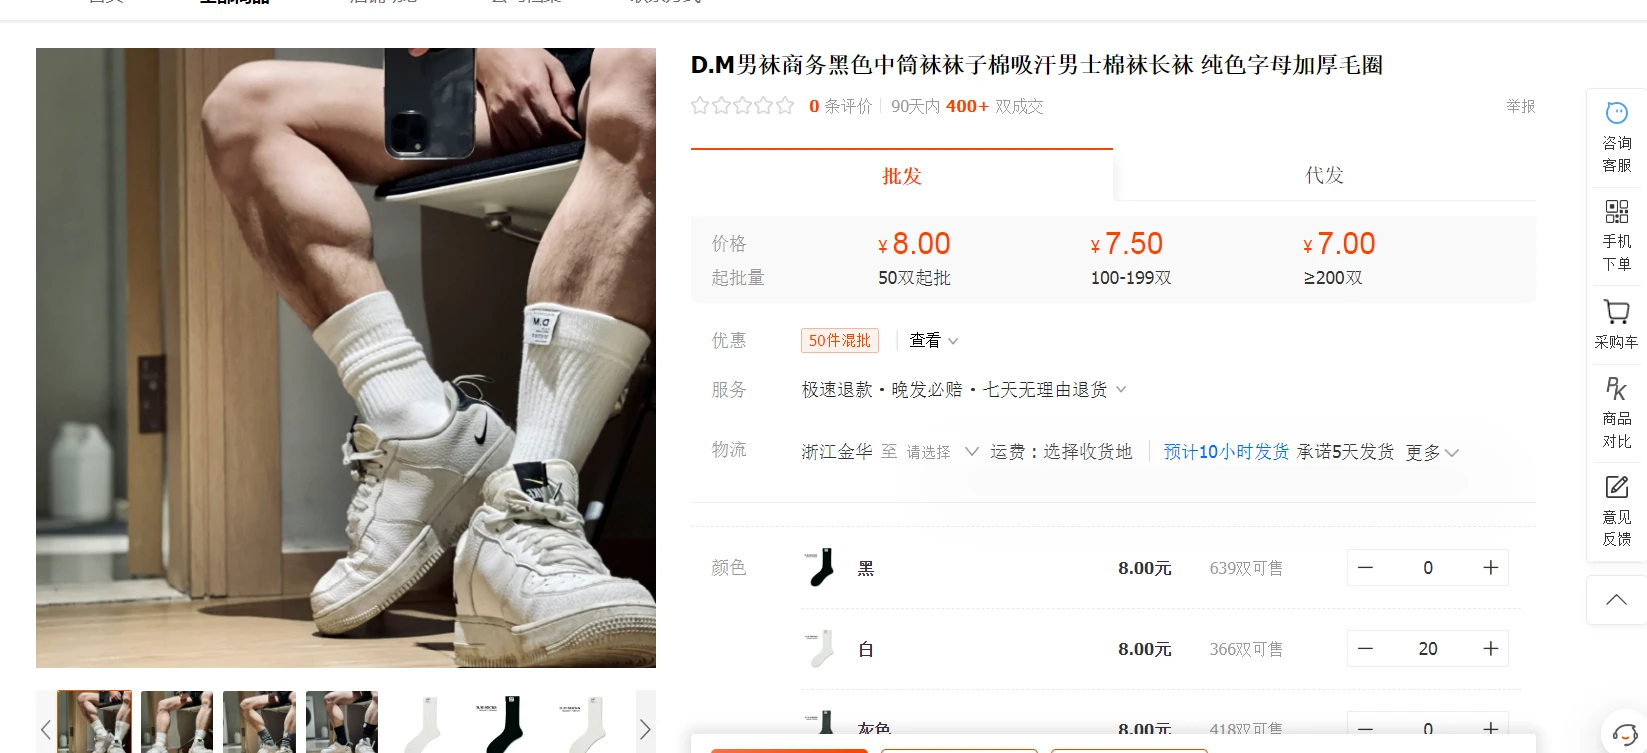 D.M男袜商务黑色中筒袜袜子棉吸汗男士棉袜长袜 纯色字母加厚毛圈
0 条评价 90天内 400+ 双成交
举报
批发
代发
价格 ¥8.00 ¥7.50 ¥7.00
起批量 50双起批 100-199双 ≥200双
优惠 50件混批 查看
服务 极速退款·晚发必赔·七天无理由退货
物流 浙江金华 至 请选择 运费：选择收货地 预计10小时发货 承诺5天发货 更多
颜色 黑 8.00元 639双可售 0
白 8.00元 366双可售 20
灰色 8.00元 418双可售 0
咨询
客服
手机
下单
采购车
PK
商品
对比
意见
反馈